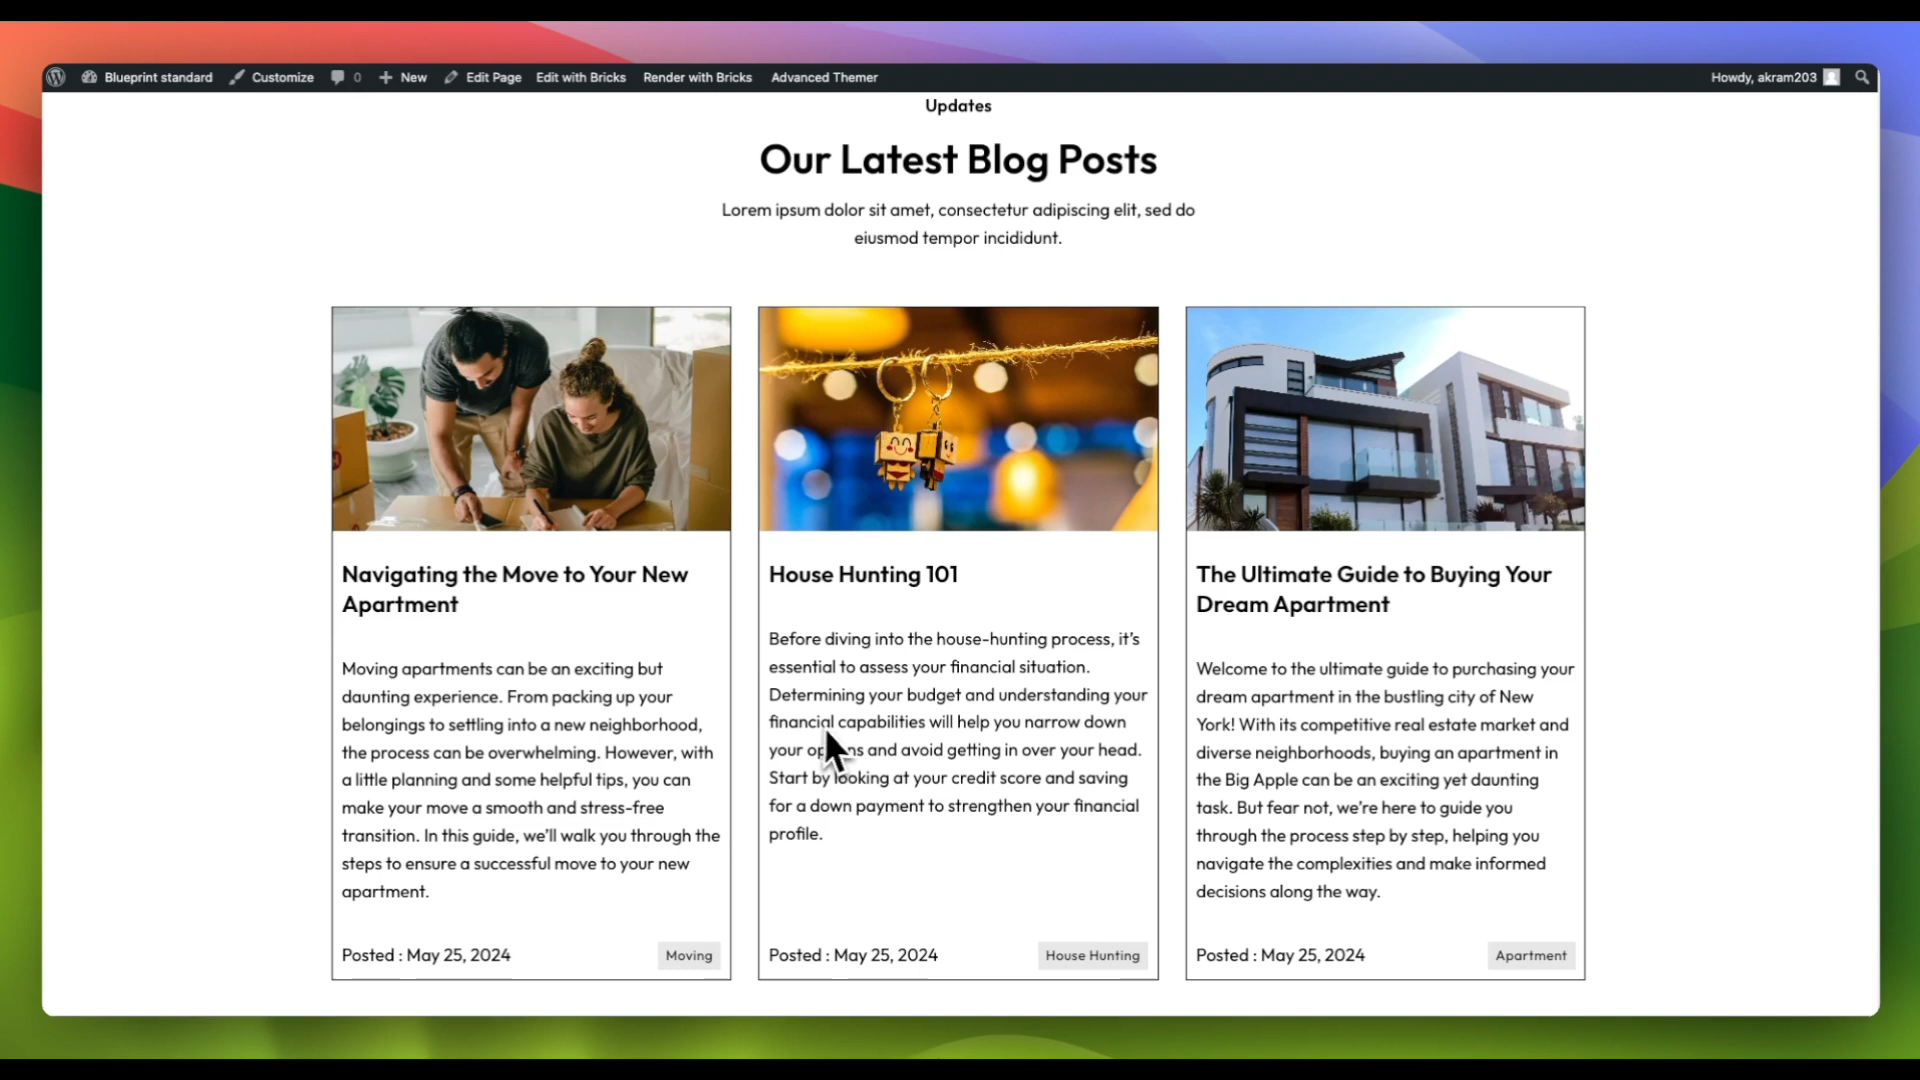 Blueprint standard Customize 0 New Edit Page Edit with Bricks Render with Bricks Advanced Themer Howdy, akram203
Updates
Our Latest Blog Posts
Lorem ipsum dolor sit amet, consectetur adipiscing elit, sed do
eiusmod tempor incididunt.
Navigating the Move to Your New
Apartment
Moving apartments can be an exciting but
daunting experience. From packing up your
belongings to settling into a new neighborhood,
the process can be overwhelming. However, with
a little planning and some helpful tips, you can
make your move a smooth and stress-free
transition. In this guide, we'll walk you through the
steps to ensure a successful move to your new
apartment.
Posted : May 25, 2024 Moving
House Hunting 101
Before diving into the house-hunting process, it's
essential to assess your financial situation.
Determining your budget and understanding your
financial capabilities will help you narrow down
your options and avoid getting in over your head.
Start by looking at your credit score and saving
for a down payment to strengthen your financial
profile.
Posted : May 25, 2024 House Hunting
The Ultimate Guide to Buying Your
Dream Apartment
Welcome to the ultimate guide to purchasing your
dream apartment in the bustling city of New
York! With its competitive real estate market and
diverse neighborhoods, buying an apartment in
the Big Apple can be an exciting yet daunting
task. But fear not, we're here to guide you
through the process step by step, helping you
navigate the complexities and make informed
decisions along the way.
Posted : May 25, 2024 Apartment